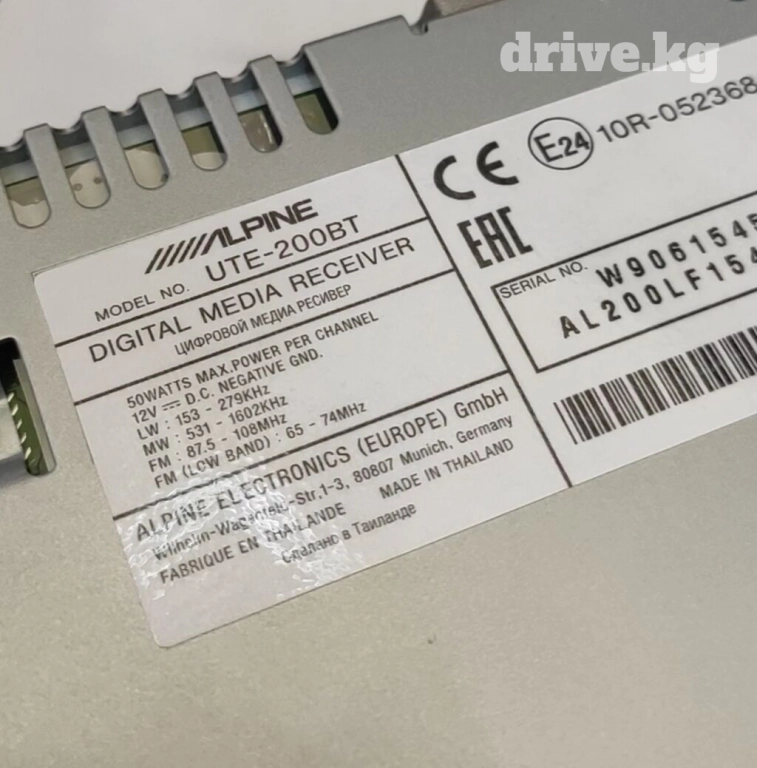 drive.kg
ALPINE
MODEL NO. UTE-200BT
DIGITAL MEDIA RECEIVER
ЦИФРОВОЙ МЕДИА РЕСИВЕР
50WATTS MAX.POWER PER CHANNEL
12V ⎓ D.C. NEGATIVE GND.
LW : 153 - 279KHz
MW : 531 - 1602KHz
FM : 87.5 - 108MHz
FM (LOW BAND) : 65 - 74MHz
ALPINE ELECTRONICS (EUROPE) GmbH
Wilhelm-Wagenfeld-Str.1-3, 80807 Munich, Germany
FABRIQUE EN THAILANDE MADE IN THAILAND
Сделано в Таиланде
CE E24 10R-052368
EAC
SERIAL NO. W9061545
AL200LF154